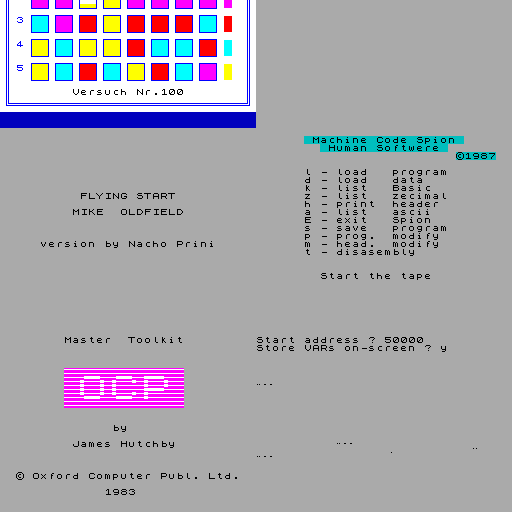 3
4
5
Versuch Nr.100
Machine Code Spion
Human Softwere
©1987
l - load program
d - load data
k - list Basic
z - list zecimal
h - print header
a - list ascii
E - exit Spion
s - save program
p - prog. modify
m - head. modify
t - disasembly
Start the tape
FLYING START
MIKE OLDFIELD
version by Nacho Prini
Master Toolkit
OCP
by
James Hutchby
© Oxford Computer Publ. Ltd.
1983
Start address ? 50000
Store VARs on-screen ? y